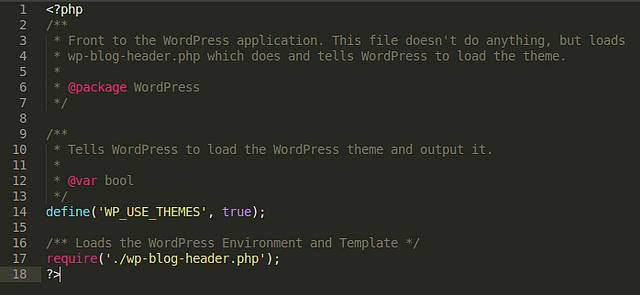 1 <?php
2 /**
3  * Front to the WordPress application. This file doesn't do anything, but loads
4  * wp-blog-header.php which does and tells WordPress to load the theme.
5  *
6  * @package WordPress
7  */
8
9 /**
10  * Tells WordPress to load the WordPress theme and output it.
11  *
12  * @var bool
13  */
14 define('WP_USE_THEMES', true);
15
16 /** Loads the WordPress Environment and Template */
17 require('./wp-blog-header.php');
18 ?>